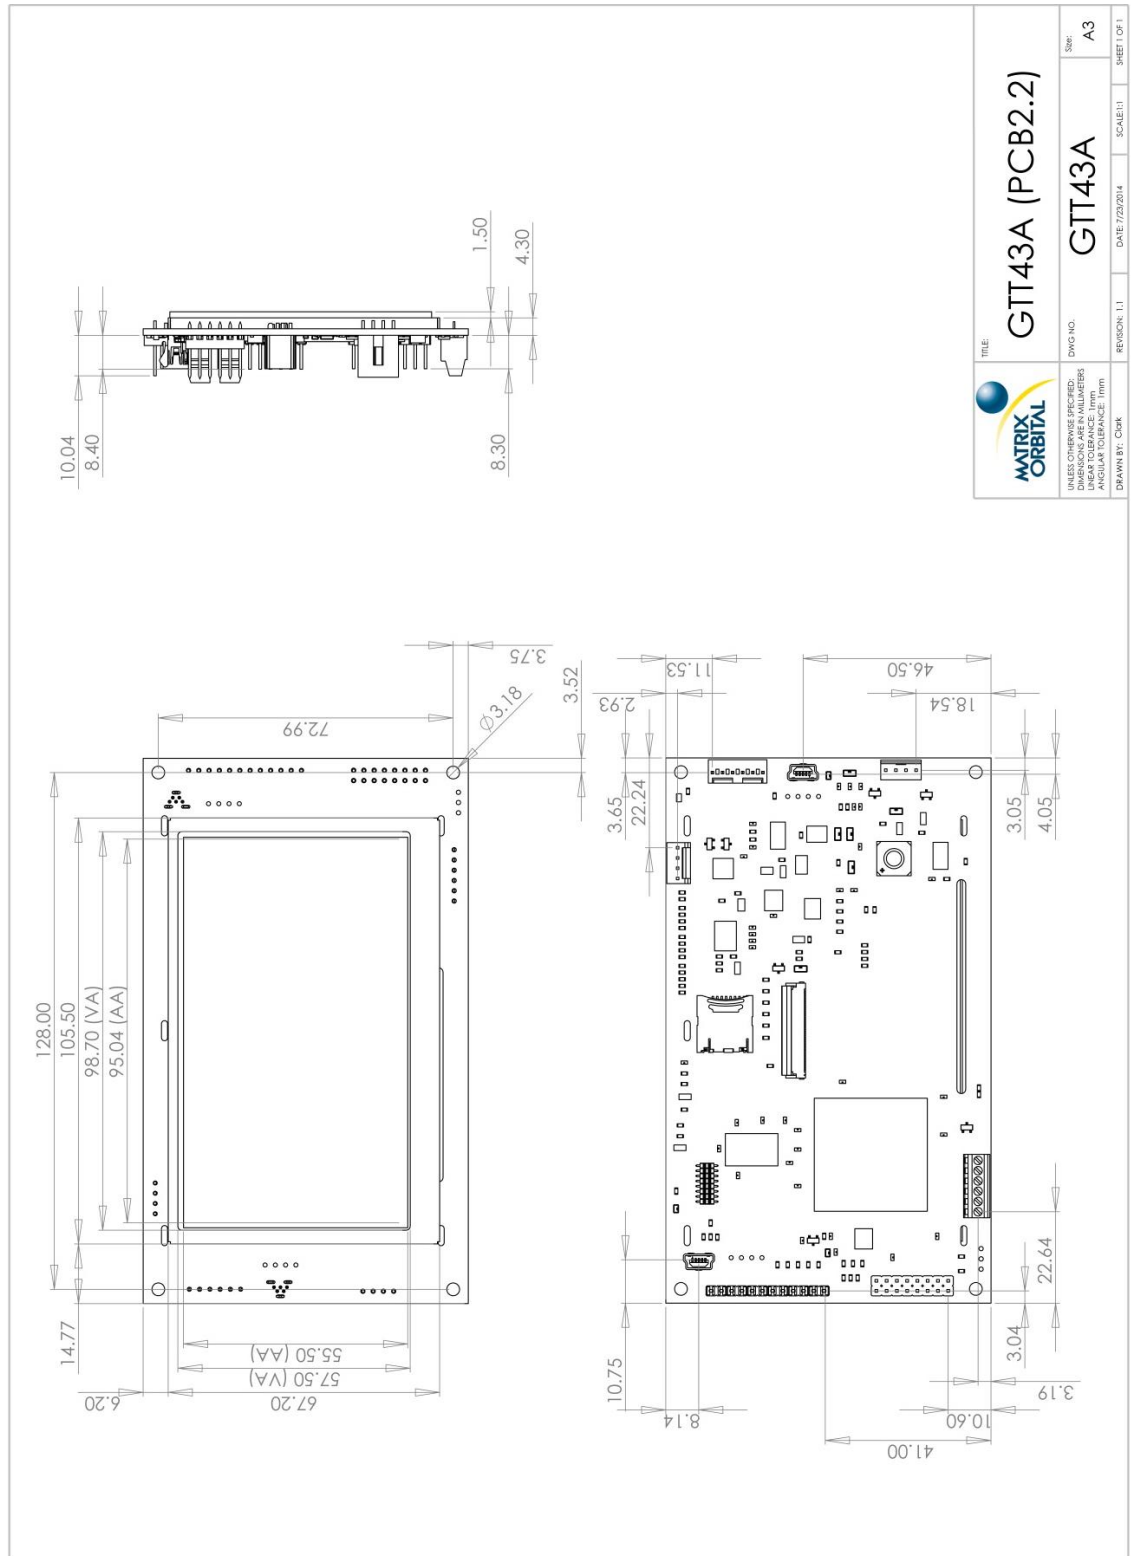 10.04
8.40
8.30
1.50
4.30
128.00
105.50
98.70 (VA)
95.04 (AA)
14.77
72.99
3.75
3.52
Ø3.18
55.50 (AA)
57.50 (VA)
67.20
6.20
11.53
2.93
3.65
22.24
46.50
18.54
3.05
4.05
10.75
8.14
41.00
10.60
3.19
3.04
22.64
MATRIX
ORBITAL
TITLE:
GTT43A (PCB2.2)
UNLESS OTHERWISE SPECIFIED:
DIMENSIONS ARE IN MILLIMETERS
LINEAR TOLERANCE: 1mm
ANGULAR TOLERANCE: 1mm
DWG NO.
GTT43A
Size:
A3
DRAWN BY: Clark
REVISION: 1.1
DATE: 7/23/2014
SCALE:1:1
SHEET 1 OF 1